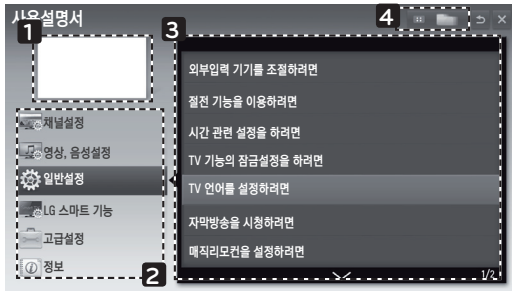 사용설명서
1
3
4
채널설정
영상, 음성설정
일반설정
LG 스마트 기능
고급설정
정보
2
외부입력 기기를 조절하려면
절전 기능을 이용하려면
시간 관련 설정을 하려면
TV 기능의 잠금설정을 하려면
TV 언어를 설정하려면
자막방송을 시청하려면
매직리모컨을 설정하려면
1/2